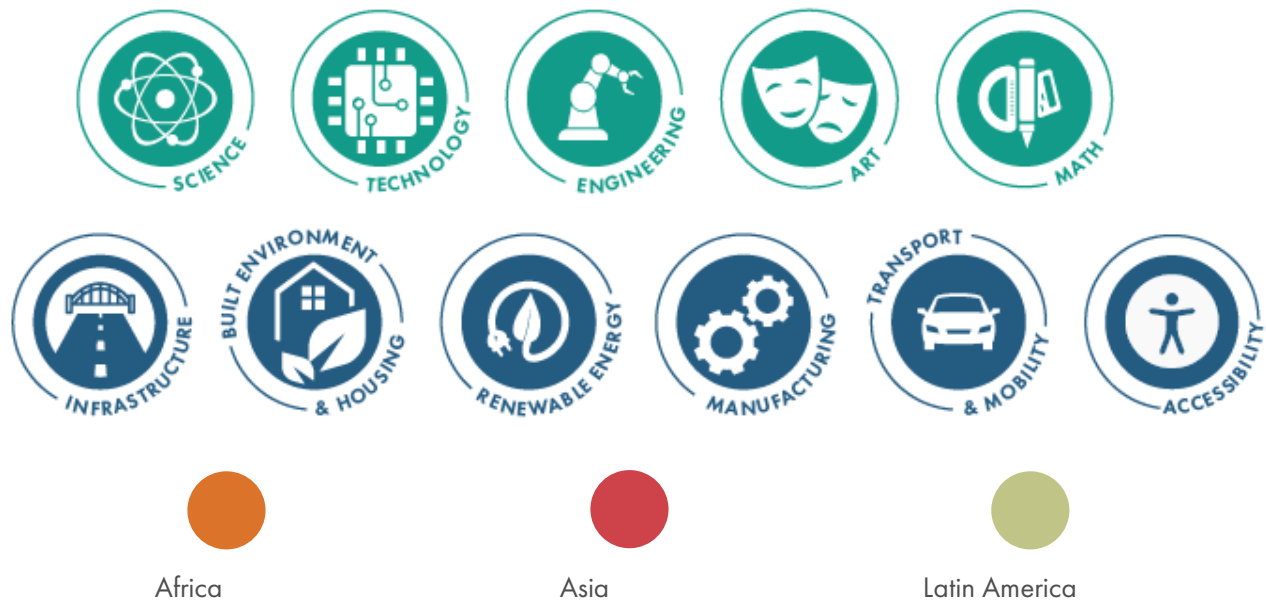 SCIENCE
TECHNOLOGY
ENGINEERING
ART
MATH
INFRASTRUCTURE
BUILT ENVIRONMENT
& HOUSING
RENEWABLE ENERGY
MANUFACTURING
TRANSPORT
& MOBILITY
ACCESSIBILITY
Africa
Asia
Latin America